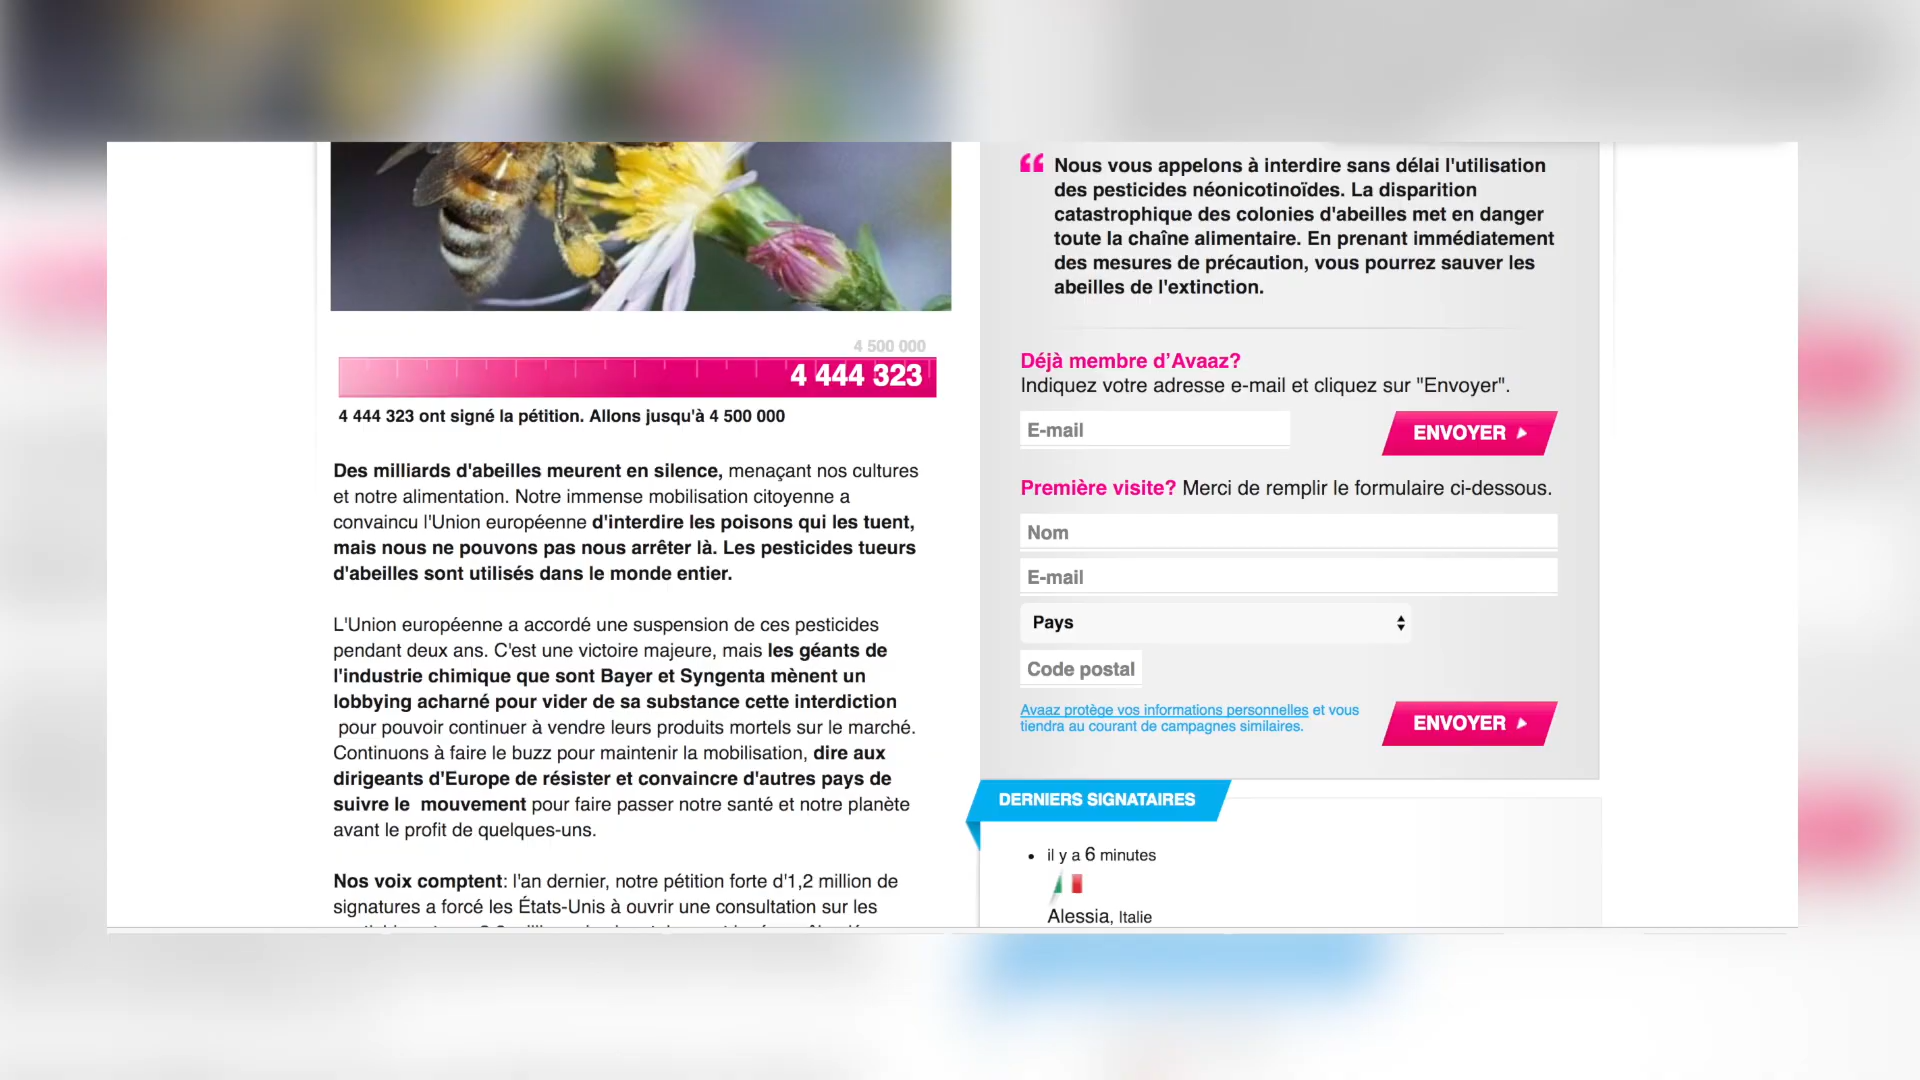 4 500 000
4 444 323
4 444 323 ont signé la pétition. Allons jusqu'à 4 500 000
Des milliards d'abeilles meurent en silence, menaçant nos cultures
et notre alimentation. Notre immense mobilisation citoyenne a
convaincu l'Union européenne d'interdire les poisons qui les tuent,
mais nous ne pouvons pas nous arrêter là. Les pesticides tueurs
d'abeilles sont utilisés dans le monde entier.
L'Union européenne a accordé une suspension de ces pesticides
pendant deux ans. C'est une victoire majeure, mais les géants de
l'industrie chimique que sont Bayer et Syngenta mènent un
lobbying acharné pour vider de sa substance cette interdiction
pour pouvoir continuer à vendre leurs produits mortels sur le marché.
Continuons à faire le buzz pour maintenir la mobilisation, dire aux
dirigeants d'Europe de résister et convaincre d'autres pays de
suivre le mouvement pour faire passer notre santé et notre planète
avant le profit de quelques-uns.
Nos voix comptent: l'an dernier, notre pétition forte d'1,2 million de
signatures a forcé les États-Unis à ouvrir une consultation sur les
Nous vous appelons à interdire sans délai l'utilisation
des pesticides néonicotinoïdes. La disparition
catastrophique des colonies d'abeilles met en danger
toute la chaîne alimentaire. En prenant immédiatement
des mesures de précaution, vous pourrez sauver les
abeilles de l'extinction.
Déjà membre d’Avaaz?
Indiquez votre adresse e-mail et cliquez sur "Envoyer".
E-mail
ENVOYER
Première visite? Merci de remplir le formulaire ci-dessous.
Nom
E-mail
Pays
Code postal
Avaaz protège vos informations personnelles et vous
tiendra au courant de campagnes similaires.
ENVOYER
DERNIERS SIGNATAIRES
il y a 6 minutes
Alessia, Italie